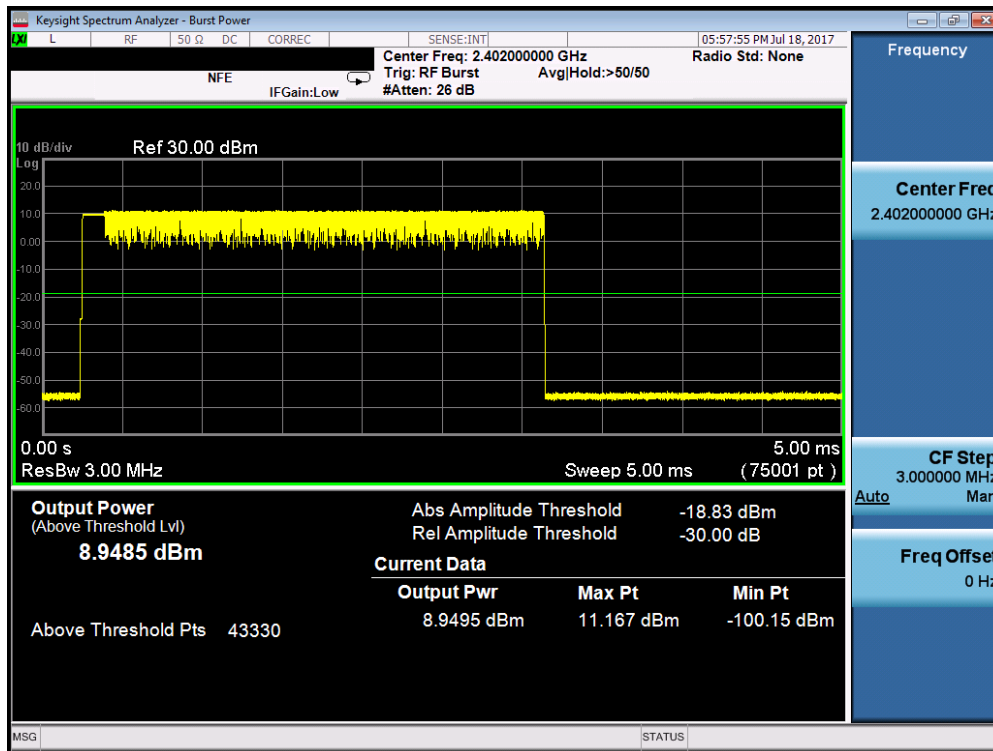 Keysight Spectrum Analyzer - Burst Power
LXI L RF 50 Ω DC CORREC SENSE:INT 05:57:55 PM Jul 18, 2017
Center Freq: 2.402000000 GHz Radio Std: None
NFE Trig: RF Burst Avg|Hold:>50/50
IFGain:Low #Atten: 26 dB
10 dB/div Ref 30.00 dBm
Log
20.0
10.0
0.00
-10.0
-20.0
-30.0
-40.0
-50.0
-60.0
0.00 s 5.00 ms
ResBw 3.00 MHz Sweep 5.00 ms (75001 pt )
Output Power
(Above Threshold Lvl)
8.9485 dBm
Above Threshold Pts 43330
Abs Amplitude Threshold -18.83 dBm
Rel Amplitude Threshold -30.00 dB
Current Data
Output Pwr Max Pt Min Pt
8.9495 dBm 11.167 dBm -100.15 dBm
Frequency
Center Freq
2.402000000 GHz
CF Step
3.000000 MHz
Auto Man
Freq Offset
0 Hz
MSG STATUS